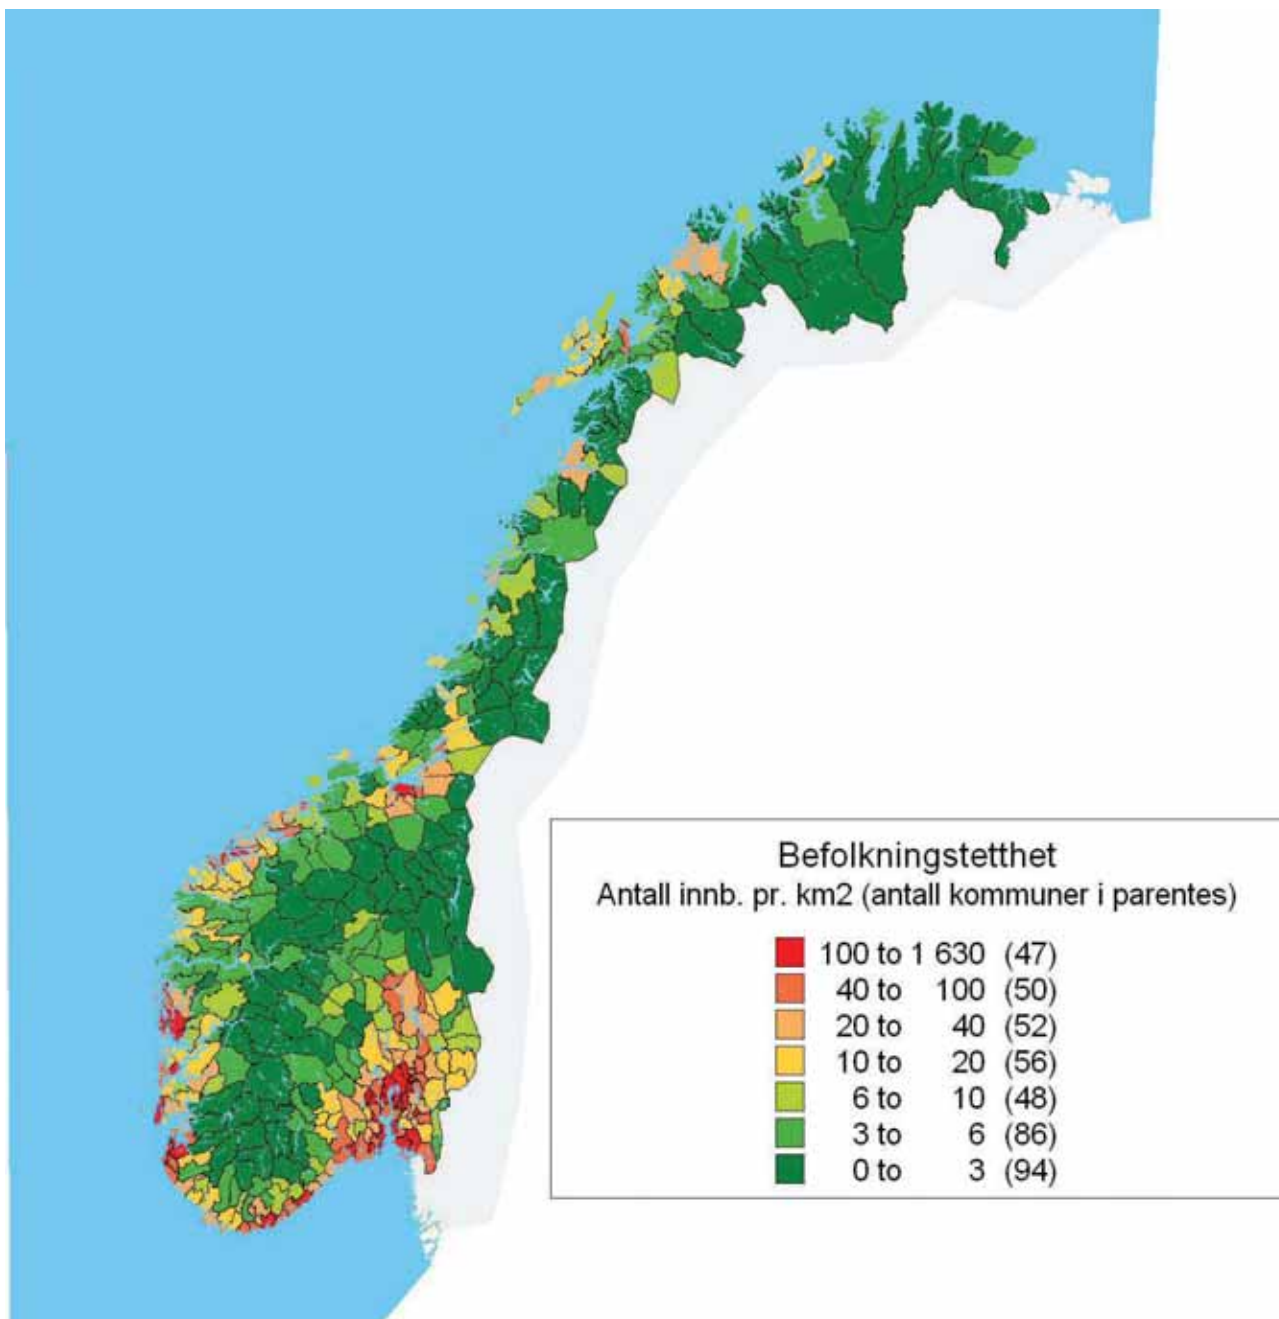 Befolkningstetthet
Antall innb. pr. km2 (antall kommuner i parentes)
100 to 1 630 (47)
40 to 100 (50)
20 to 40 (52)
10 to 20 (56)
6 to 10 (48)
3 to 6 (86)
0 to 3 (94)